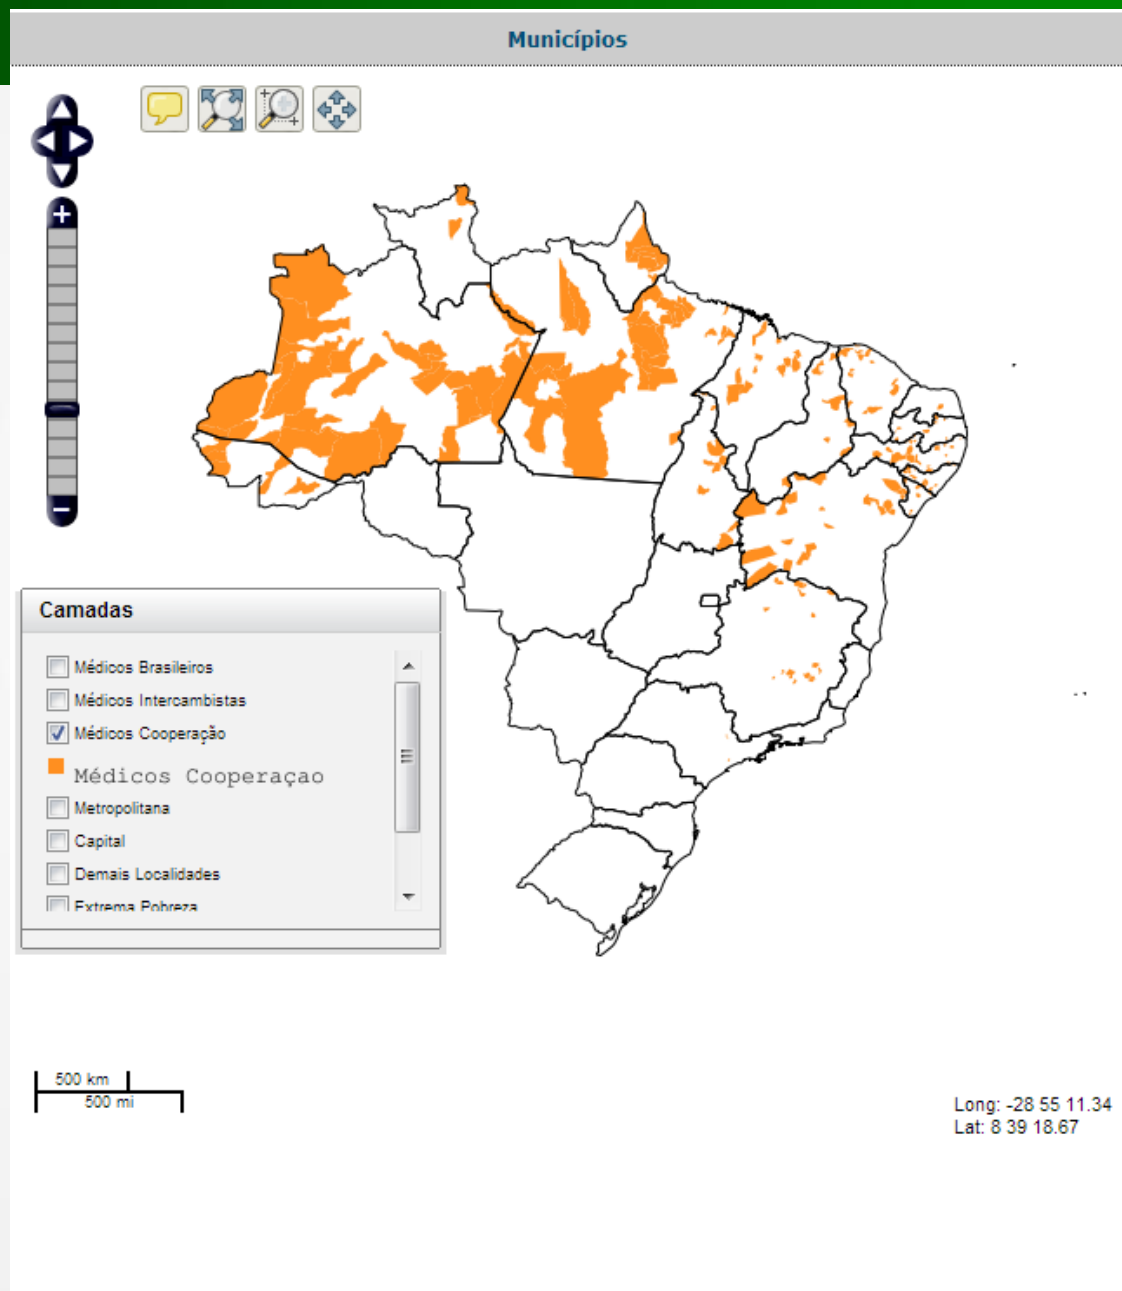 Municípios
+
−
Camadas
Médicos Brasileiros
Médicos Intercambistas
Médicos Cooperação
Médicos Cooperaçao
Metropolitana
Capital
Demais Localidades
Extrema Pobreza
500 km
500 mi
Long: -28 55 11.34
Lat: 8 39 18.67